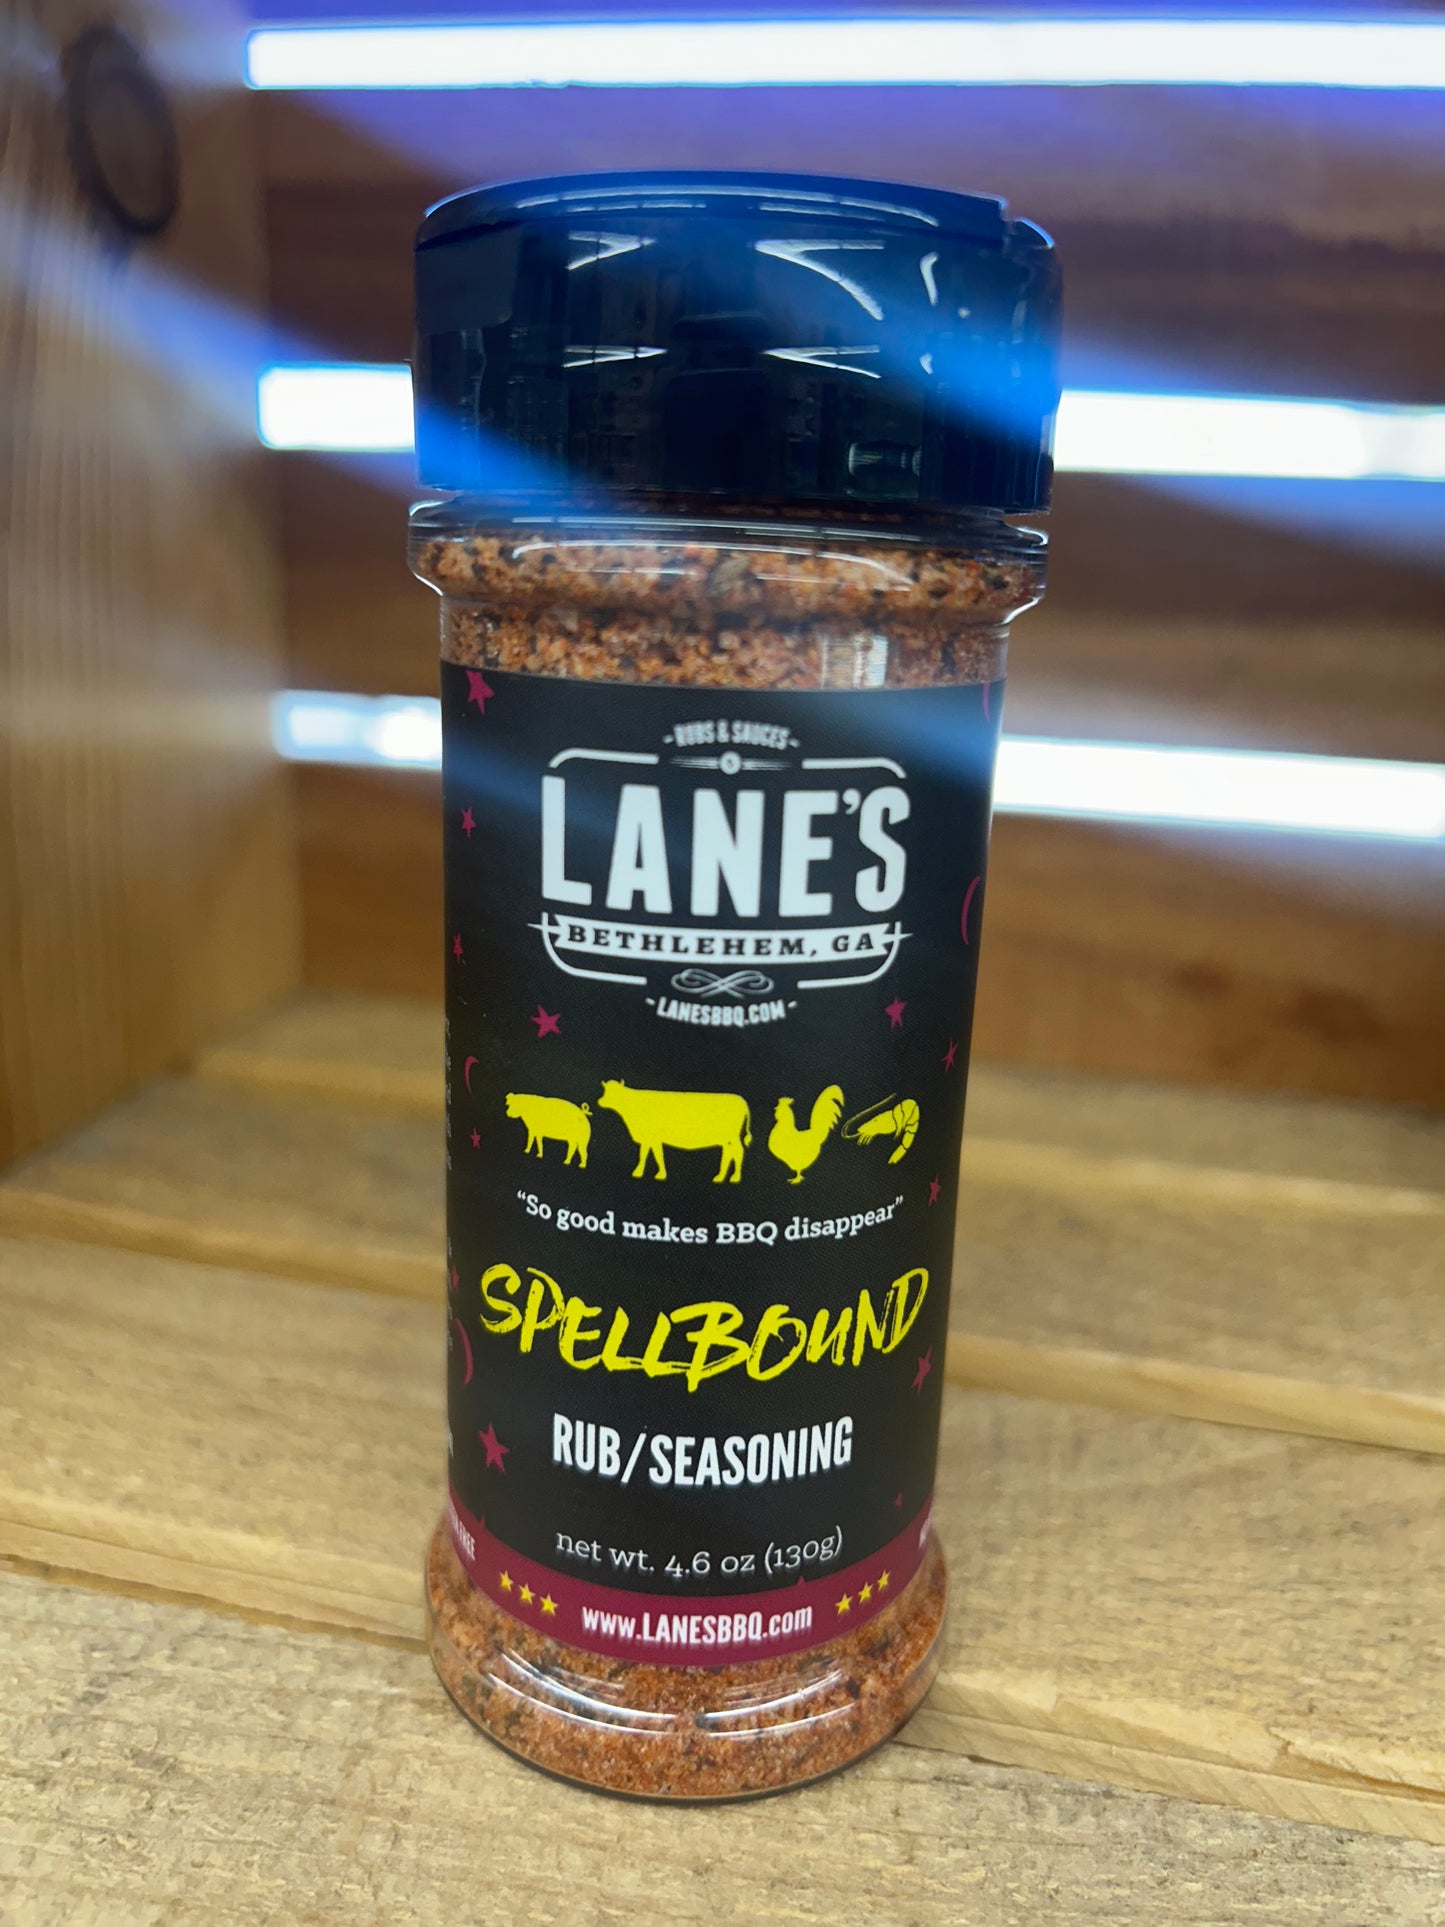 - RUBS & SAUCES -
LANE'S
BETHLEHEM, GA
- LANESBBQ.COM -
“So good makes BBQ disappear”
SPELLBOUND
RUB/SEASONING
net wt. 4.6 oz (130g)
www.LANESBBQ.com